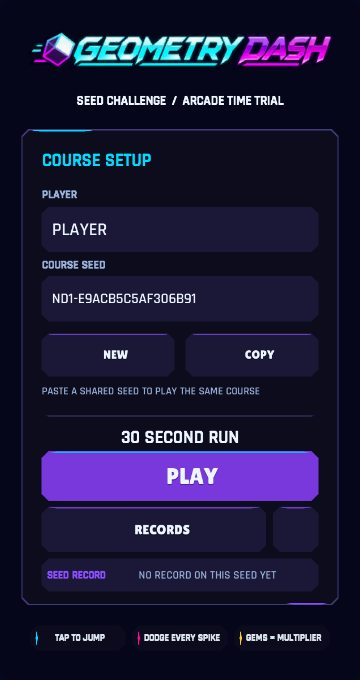 GEOMETRY DASH
SEED CHALLENGE / ARCADE TIME TRIAL
COURSE SETUP
PLAYER
PLAYER
COURSE SEED
ND1-E9ACB5C5AF306B91
NEW COPY
PASTE A SHARED SEED TO PLAY THE SAME COURSE
30 SECOND RUN
PLAY
RECORDS
SEED RECORD NO RECORD ON THIS SEED YET
TAP TO JUMP DODGE EVERY SPIKE GEMS = MULTIPLIER